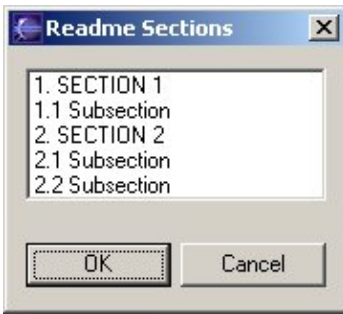 Readme Sections
1. SECTION 1
1.1 Subsection
2. SECTION 2
2.1 Subsection
2.2 Subsection
OK
Cancel